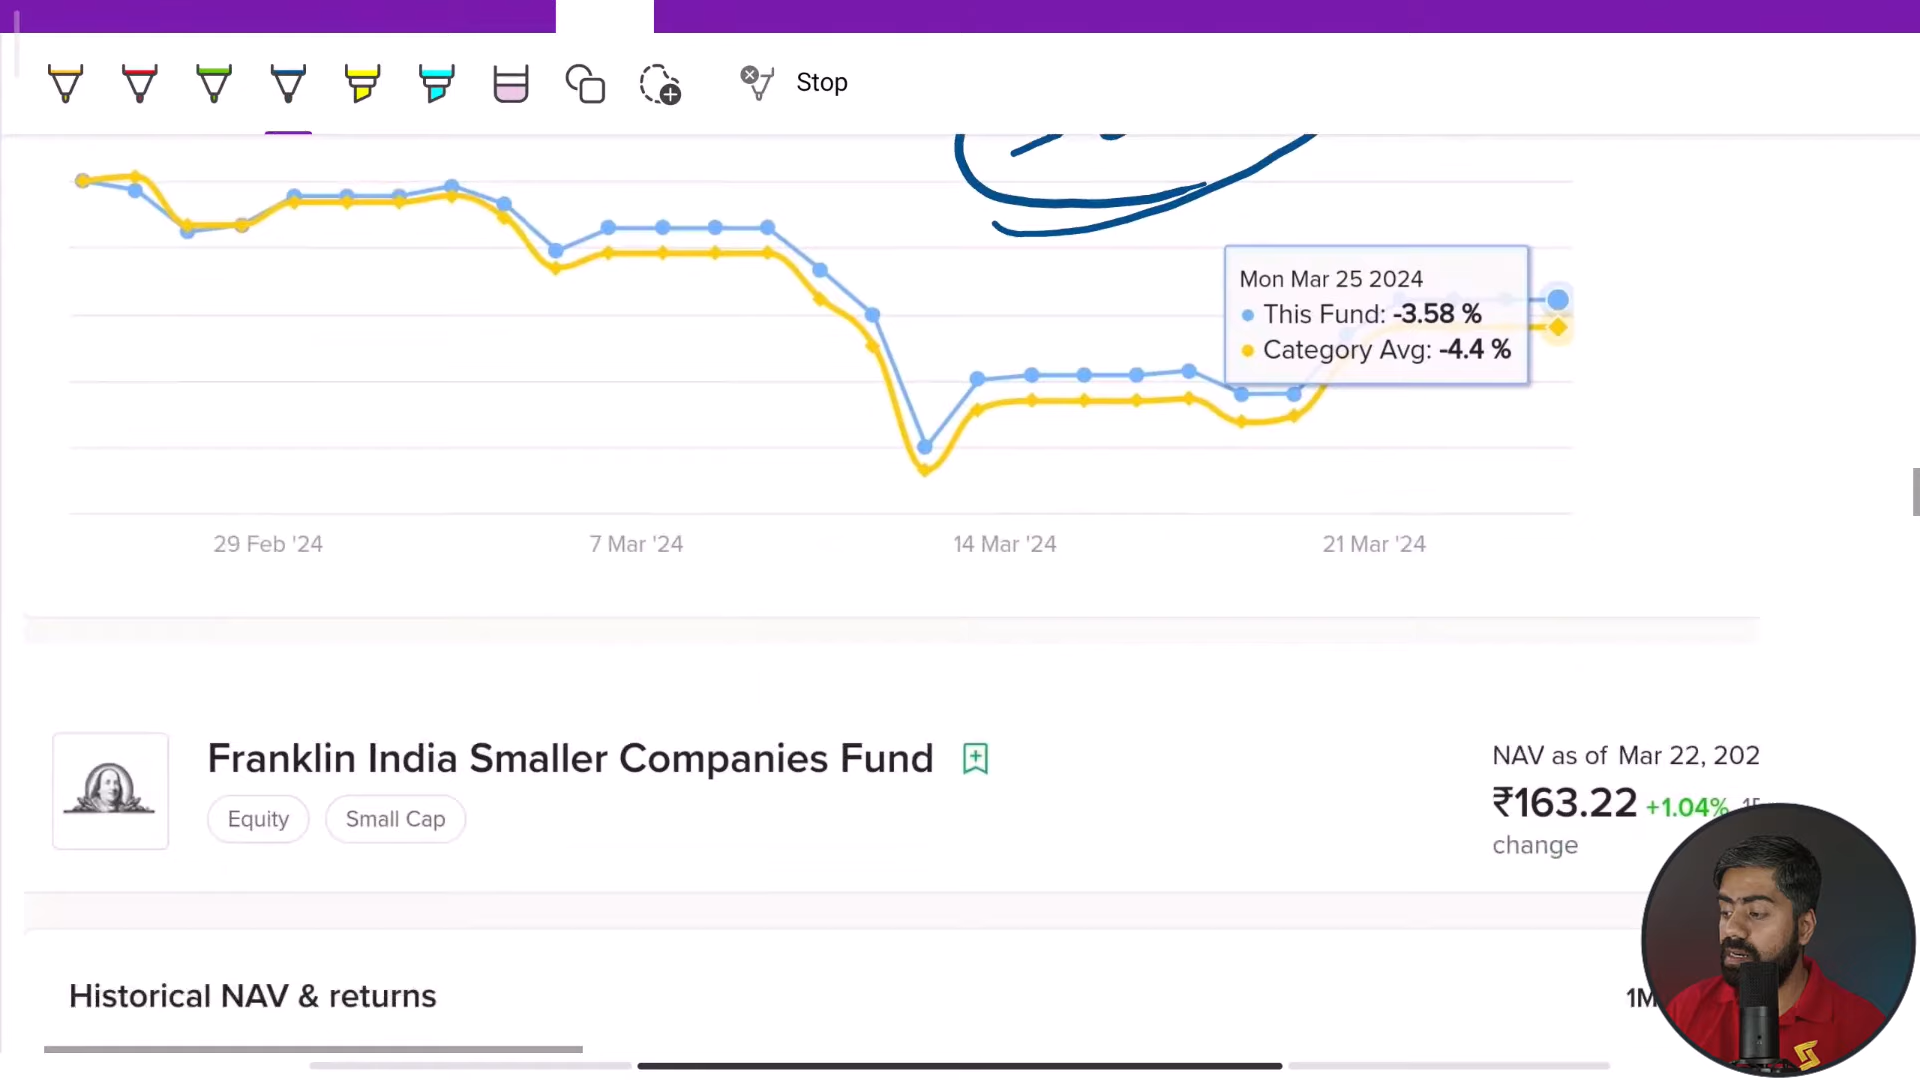 Stop
Mon Mar 25 2024
This Fund: -3.58 %
Category Avg: -4.4 %
29 Feb '24
7 Mar '24
14 Mar '24
21 Mar '24
Franklin India Smaller Companies Fund
Equity
Small Cap
NAV as of Mar 22, 202
₹163.22 +1.04%
change
Historical NAV & returns
1M